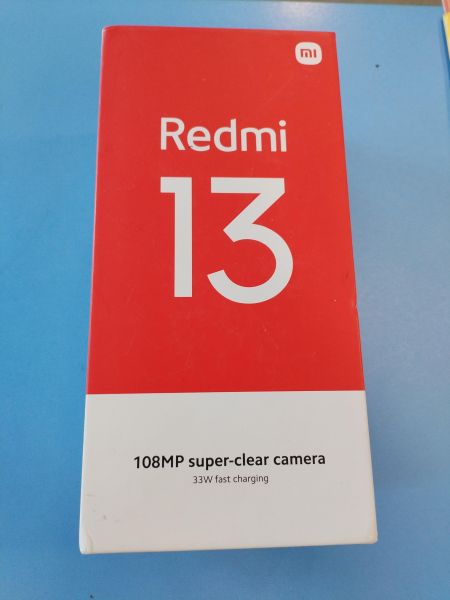 mi
Redmi
13
108MP super-clear camera
33W fast charging